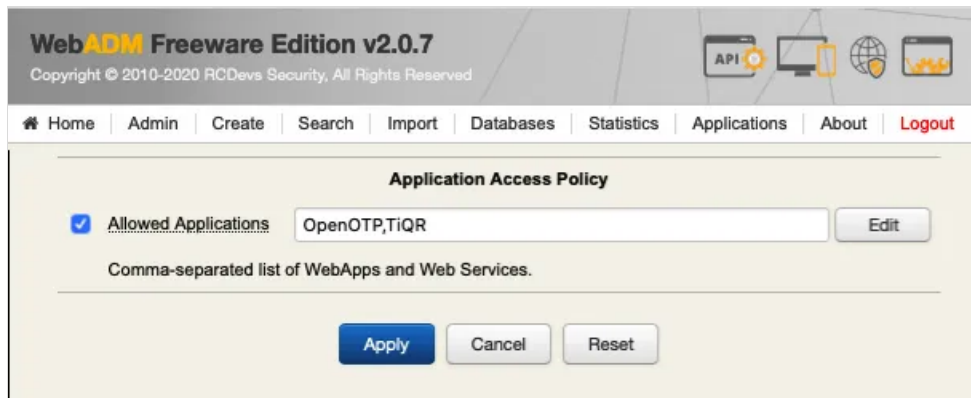 WebADM Freeware Edition v2.0.7
Copyright © 2010-2020 RCDevs Security, All Rights Reserved
API
Home Admin Create Search Import Databases Statistics Applications About Logout
Application Access Policy
Allowed Applications OpenOTP,TiQR Edit
Comma-separated list of WebApps and Web Services.
Apply Cancel Reset